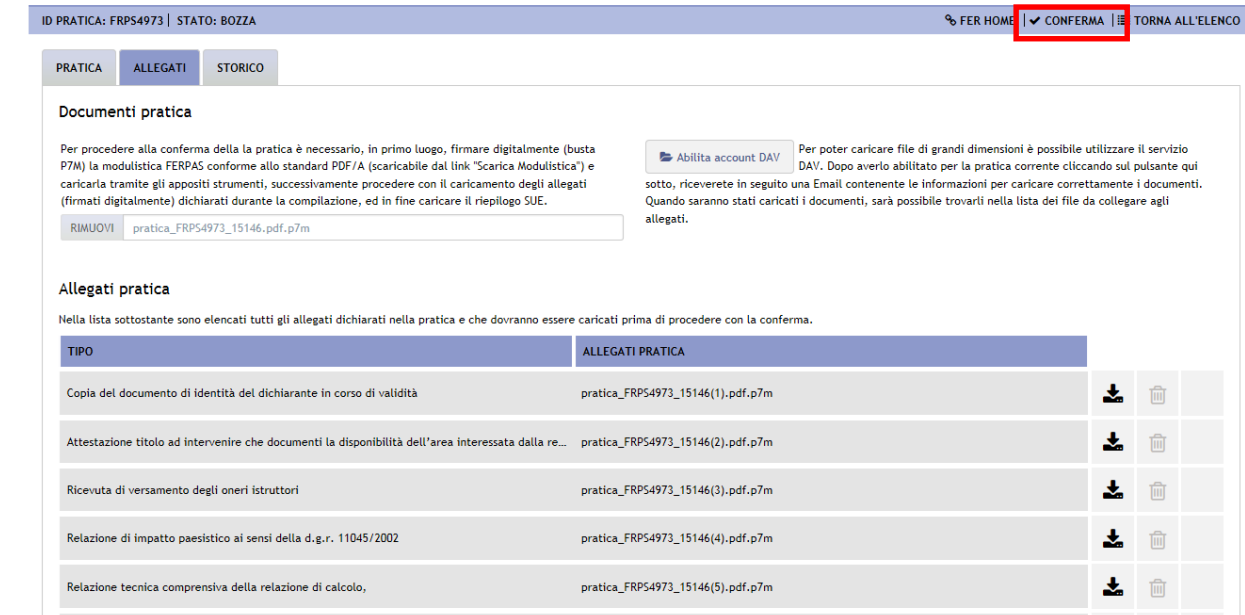 ID PRATICA: FRPS4973 | STATO: BOZZA
FER HOME | CONFERMA | TORNA ALL'ELENCO
PRATICA ALLEGATI STORICO
Documenti pratica
Per procedere alla conferma della la pratica è necessario, in primo luogo, firmare digitalmente (busta
P7M) la modulistica FERPAS conforme allo standard PDF/A (scaricabile dal link "Scarica Modulistica") e
caricarla tramite gli appositi strumenti, successivamente procedere con il caricamento degli allegati
(firmati digitalmente) dichiarati durante la compilazione, ed in fine caricare il riepilogo SUE.
RIMUOVI pratica_FRPS4973_15146.pdf.p7m
Abilita account DAV
Per poter caricare file di grandi dimensioni è possibile utilizzare il servizio
DAV. Dopo averlo abilitato per la pratica corrente cliccando sul pulsante qui
sotto, riceverete in seguito una Email contenente le informazioni per caricare correttamente i documenti.
Quando saranno stati caricati i documenti, sarà possibile trovarli nella lista dei file da collegare agli
allegati.
Allegati pratica
Nella lista sottostante sono elencati tutti gli allegati dichiarati nella pratica e che dovranno essere caricati prima di procedere con la conferma.
TIPO ALLEGATI PRATICA
Copia del documento di identità del dichiarante in corso di validità pratica_FRPS4973_15146(1).pdf.p7m
Attestazione titolo ad intervenire che documenti la disponibilità dell'area interessata dalla re... pratica_FRPS4973_15146(2).pdf.p7m
Ricevuta di versamento degli oneri istruttori pratica_FRPS4973_15146(3).pdf.p7m
Relazione di impatto paesistico ai sensi della d.g.r. 11045/2002 pratica_FRPS4973_15146(4).pdf.p7m
Relazione tecnica comprensiva della relazione di calcolo, pratica_FRPS4973_15146(5).pdf.p7m